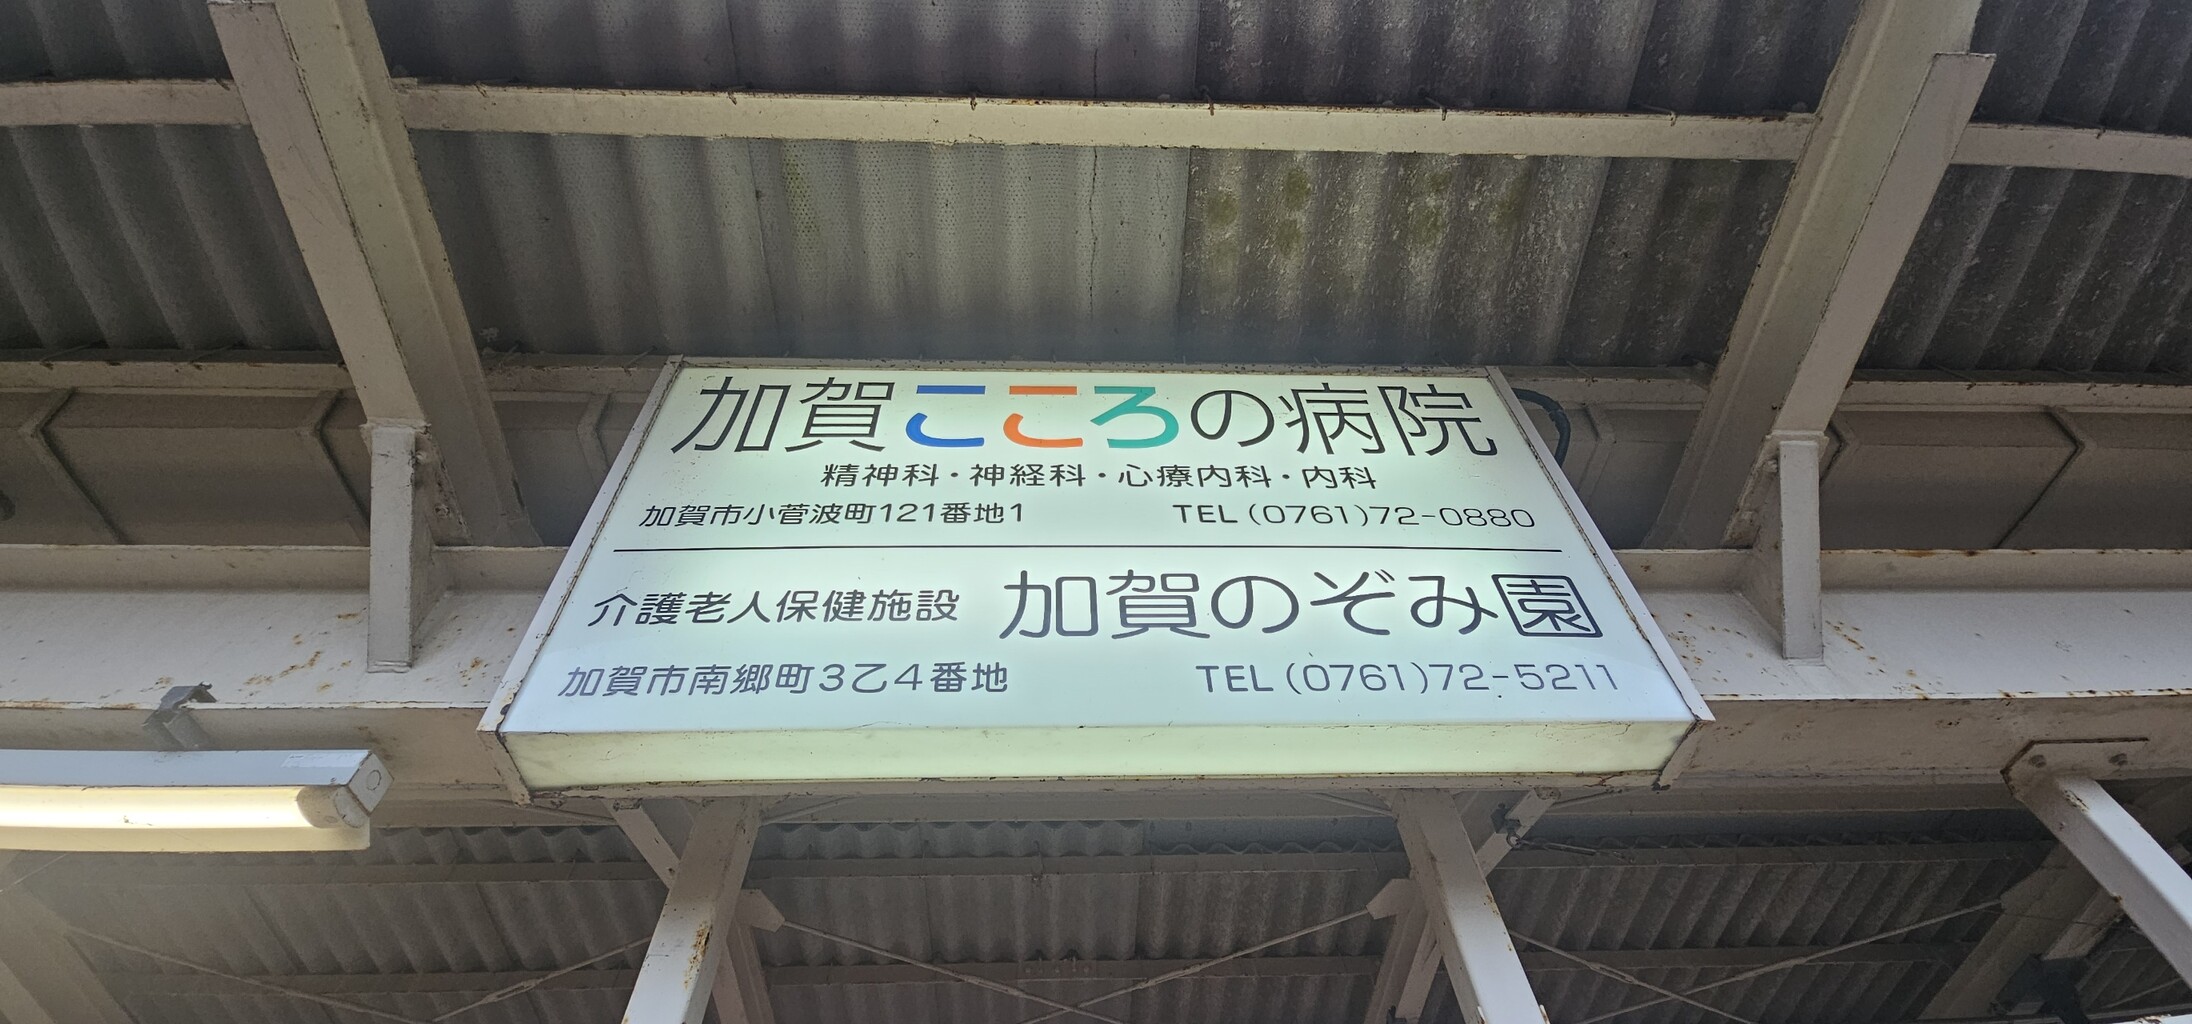 加賀こころの病院
精神科・神経科・心療内科・内科
加賀市小菅波町121番地1 TEL(0761)72-0880
介護老人保健施設 加賀のぞみ園
加賀市南郷町3乙4番地 TEL(0761)72-5211